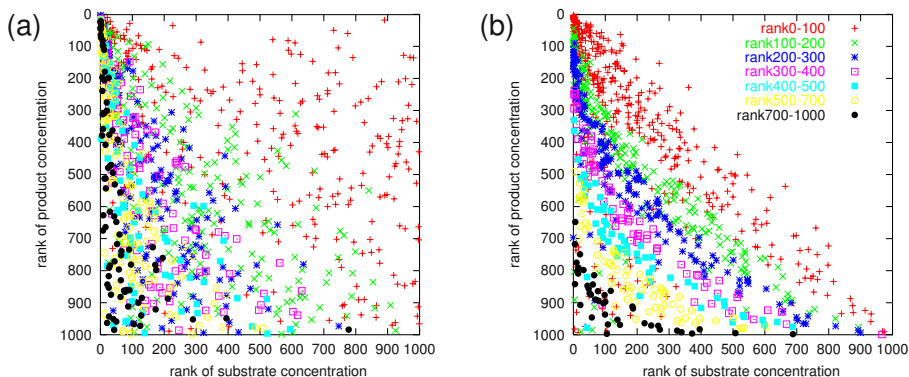 (a)
0
100
200
300
400
500
600
700
800
900
1000
rank of product concentration
0 100 200 300 400 500 600 700 800 900 1000
rank of substrate concentration
(b)
0
100
200
300
400
500
600
700
800
900
1000
rank of product concentration
rank0-100
rank100-200
rank200-300
rank300-400
rank400-500
rank500-700
rank700-1000
0 100 200 300 400 500 600 700 800 900 1000
rank of substrate concentration